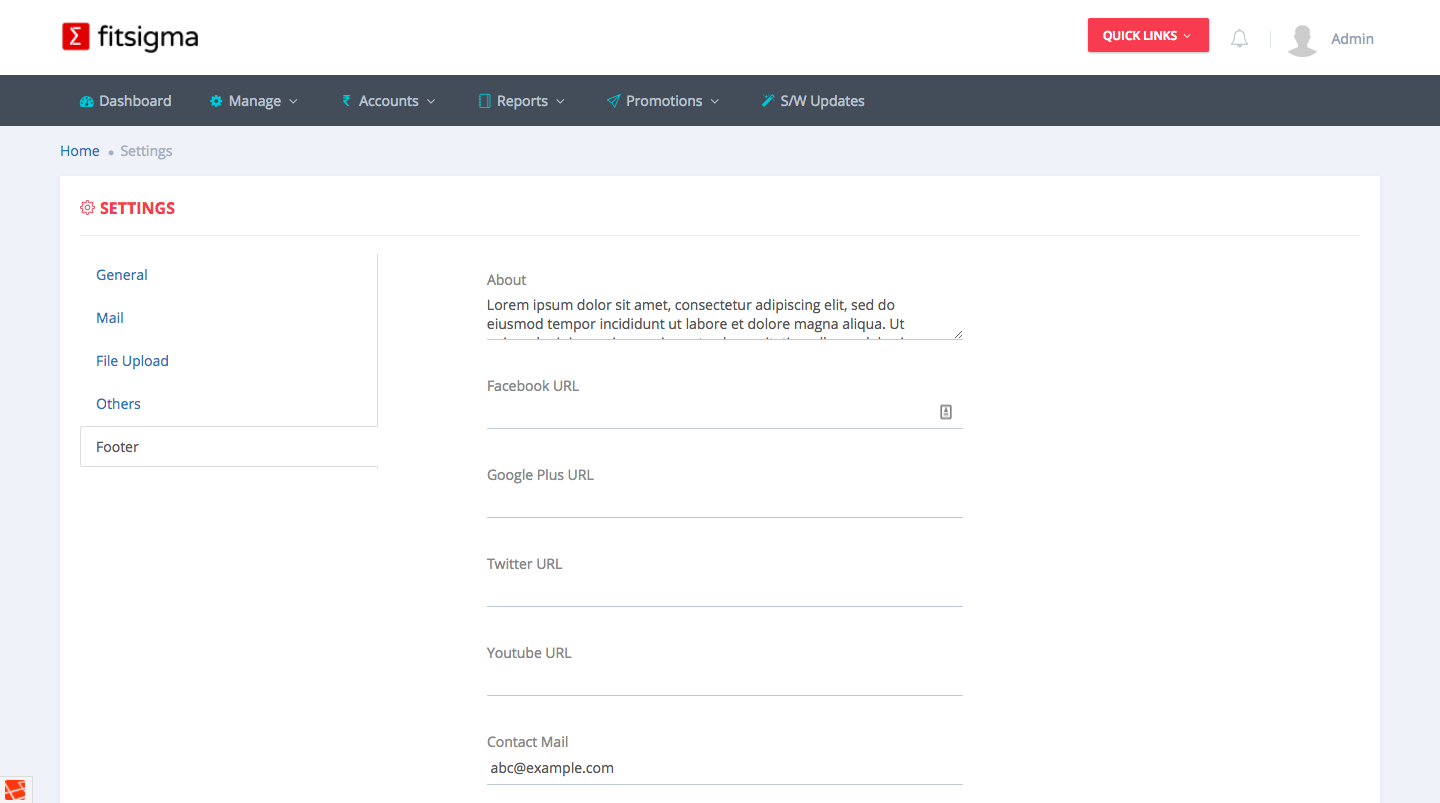 fitsigma
QUICK LINKS
Admin
Dashboard
Manage
Accounts
Reports
Promotions
S/W Updates
Home
Settings
SETTINGS
General
Mail
File Upload
Others
Footer
About
Lorem ipsum dolor sit amet, consectetur adipiscing elit, sed do
eiusmod tempor incididunt ut labore et dolore magna aliqua. Ut
Facebook URL
Google Plus URL
Twitter URL
Youtube URL
Contact Mail
abc@example.com